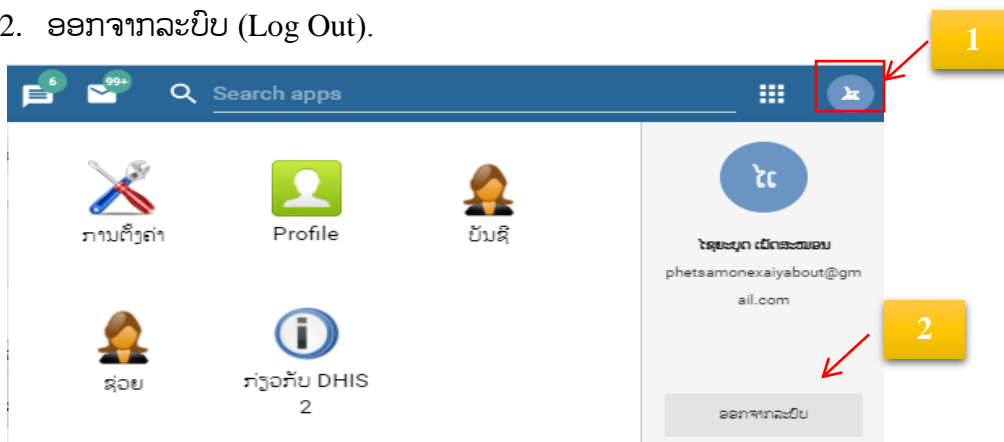 2. ອອກຈາກລະບົບ (Log Out).
1
6
99+
Search apps
ການຕັ້ງຄ່າ
Profile
ບັນຊີ
ໄຊຍະບຸດ ເພັດສະໝອນ
phetsamonexaiyabout@gm
ail.com
2
ຊ່ວຍ
ກ່ຽວກັບ DHIS
2
ອອກຈາກລະບົບ